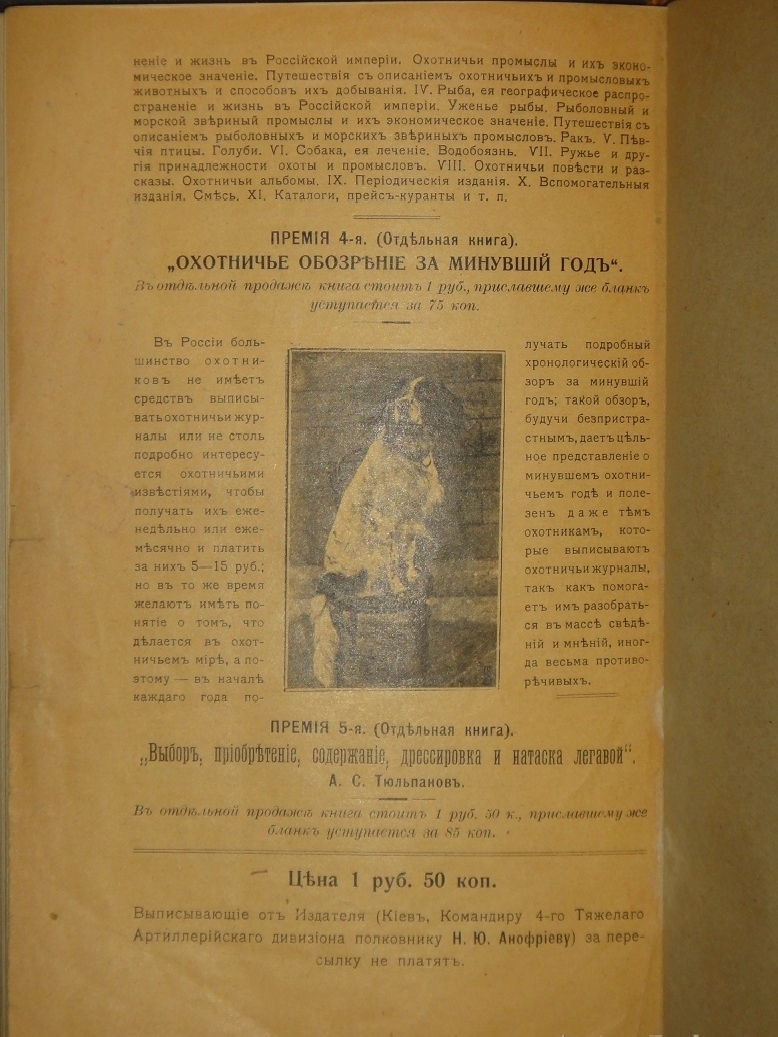 неніе и жизнь въ Россійской имперіи. Охотничьи промыслы и ихъ эконо-
мическое значеніе. Путешествія съ описаніемъ охотничьихъ и промысловыхъ
животныхъ и способовъ ихъ добыванія. IV. Рыба, ея географическое распро-
страненіе и жизнь въ Россійской имперіи. Уженье рыбы. Рыболовный и
морской звѣриный промыслы и ихъ экономическое значеніе. Путешествія съ
описаніемъ рыболовныхъ и морскихъ звѣриныхъ промысловъ. Ракъ. V. Пѣв-
чія птицы. Голуби. VI. Собака, ея леченіе. Водобоязнь. VII. Ружье и дру-
гія принадлежности охоты и промысловъ. VIII. Охотничьи повѣсти и раз-
сказы. Охотничьи альбомы. IX. Періодическія изданія. X. Вспомогательныя
изданія. Смѣсь. XI. Каталоги, прейсъ-куранты и т. п.
ПРЕМІЯ 4-я. (Отдѣльная книга).
„ОХОТНИЧЬЕ ОБОЗРѢНІЕ ЗА МИНУВШІЙ ГОДЪ“.
Въ отдѣльной продажѣ книга стоитъ 1 руб., приславшему же бланкъ
уступается за 75 коп.
Въ Россіи боль-
шинство охотни-
ковъ не имѣетъ
средствъ выписы-
вать охотничьи жур-
налы или не столь
подробно интересу-
ется охотничьими
извѣстіями, чтобы
получать ихъ еже-
недѣльно или еже-
мѣсячно и платить
за нихъ 5—15 руб.;
но въ то же время
желаютъ имѣть по-
нятіе о томъ, что
дѣлается въ охот-
ничьемъ мірѣ, а по-
этому — въ началѣ
каждаго года по-
лучать подробный
хронологическій об-
зоръ за минувшій
годъ; такой обзоръ,
будучи безпристра-
стнымъ, даетъ цѣль-
ное представленіе о
минувшемъ охотни-
чьемъ годѣ и поле-
зенъ даже тѣмъ
охотникамъ, кото-
рые выписываютъ
охотничьи журналы,
такъ какъ помога-
етъ имъ разобрать-
ся въ массѣ свѣдѣ-
ній и мнѣній, иног-
да весьма противо-
рѣчивыхъ.
ПРЕМІЯ 5-я. (Отдѣльная книга).
„Выборъ, пріобрѣтеніе, содержаніе, дрессировка и натаска легавой“.
А. С. Тюльпановъ.
Въ отдѣльной продажѣ книга стоитъ 1 руб. 50 к., приславшему же
бланкъ уступается за 85 коп.
Цѣна 1 руб. 50 коп.
Выписывающіе отъ Издателя (Кіевъ, Командиру 4-го Тяжелаго
Артиллерійскаго дивизіона полковнику Н. Ю. Анофріеву) за пере-
сылку не платятъ.